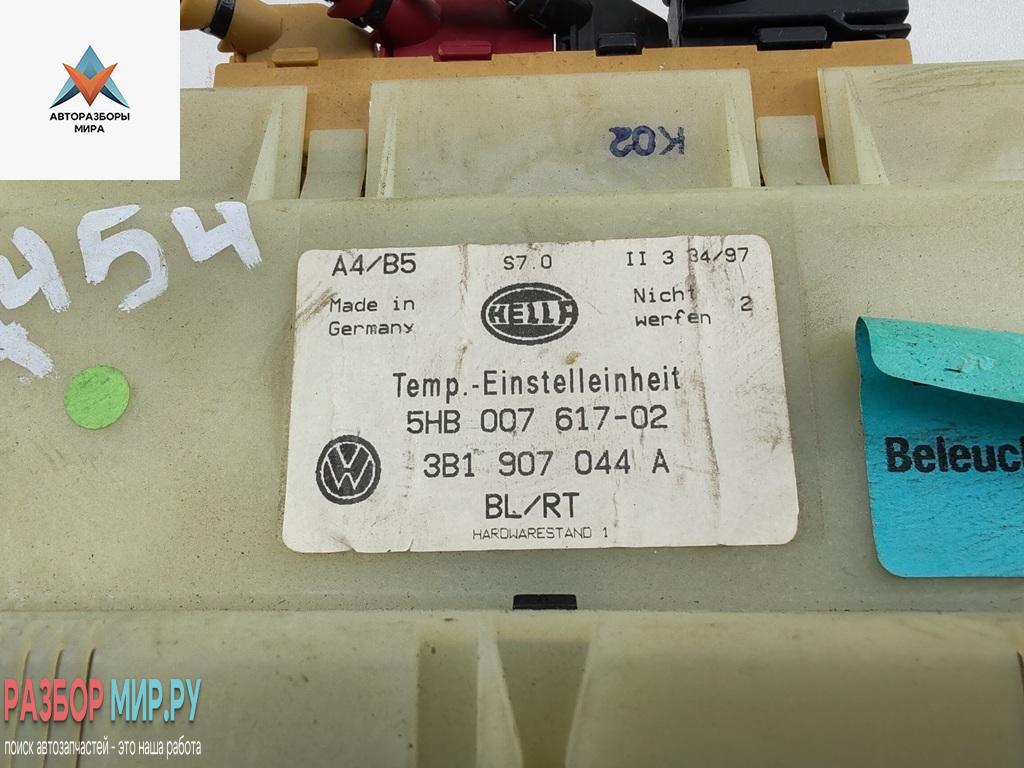 АВТОРАЗБОРЫ
МИРА
K02
454
A4/B5 S7.0 II 3 34/97
Made in
Germany
HELLA
Nicht 2
werfen
Temp.-Einstelleinheit
5HB 007 617-02
VW 3B1 907 044 A
BL/RT
HARDWARESTAND 1
Beleuch
РАЗБОР МИР.РУ
поиск автозапчастей - это наша работа